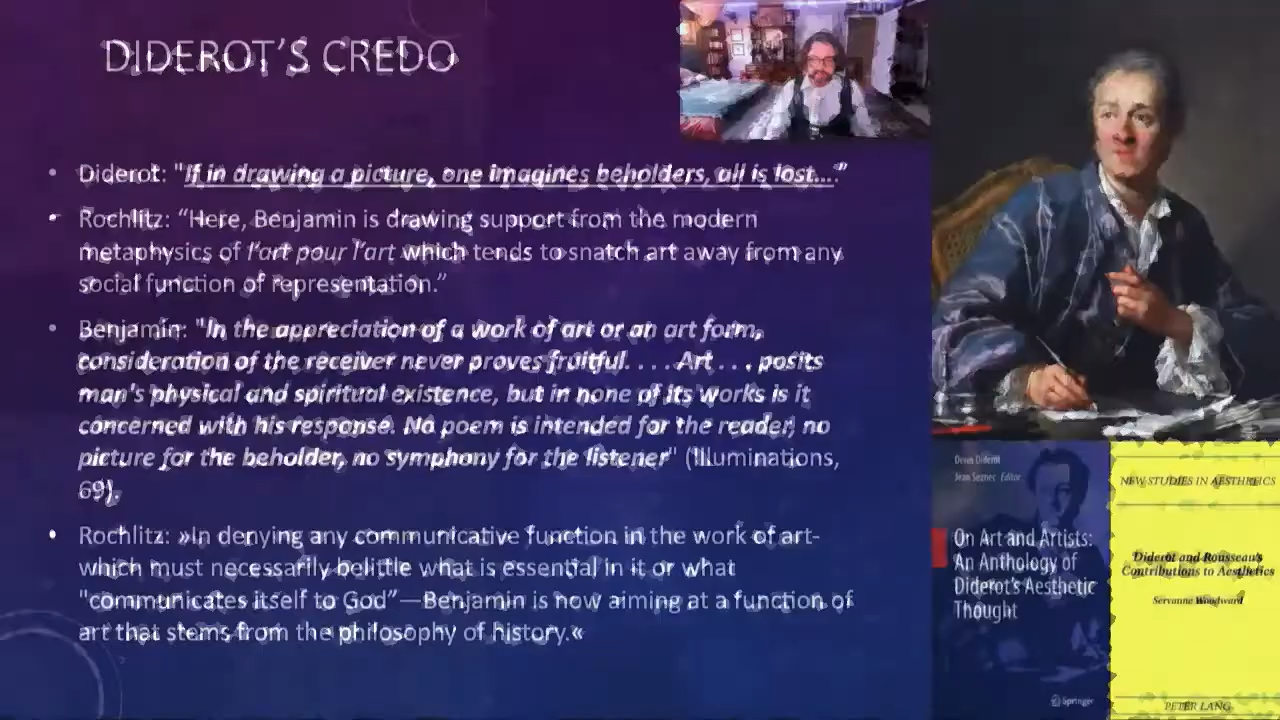 DIDEROT'S CREDO
• Diderot: "If in drawing a picture, one imagines beholders, all is lost...."
• Rochlitz: "Here, Benjamin is drawing support from the modern
metaphysics of l'art pour l'art which tends to snatch art away from any
social function of representation."
• Benjamin: "In the appreciation of a work of art or an art form,
consideration of the receiver never proves fruitful. . . . Art . . . posits
man's physical and spiritual existence, but in none of its works is it
concerned with his response. No poem is intended for the reader, no
picture for the beholder, no symphony for the listener" (Illuminations,
69).
• Rochlitz: »In denying any communicative function in the work of art-
which must necessarily belittle what is essential in it or what
"communicates itself to God"—Benjamin is now aiming at a function of
art that stems from the philosophy of history.«
Denis Diderot
Jean Seznec Editor
On Art and Artists:
An Anthology of
Diderot's Aesthetic
Thought
Springer
NEW STUDIES IN AESTHETICS
Diderot and Rousseau's
Contributions to Aesthetics
Servanne Woodward
PETER LANG